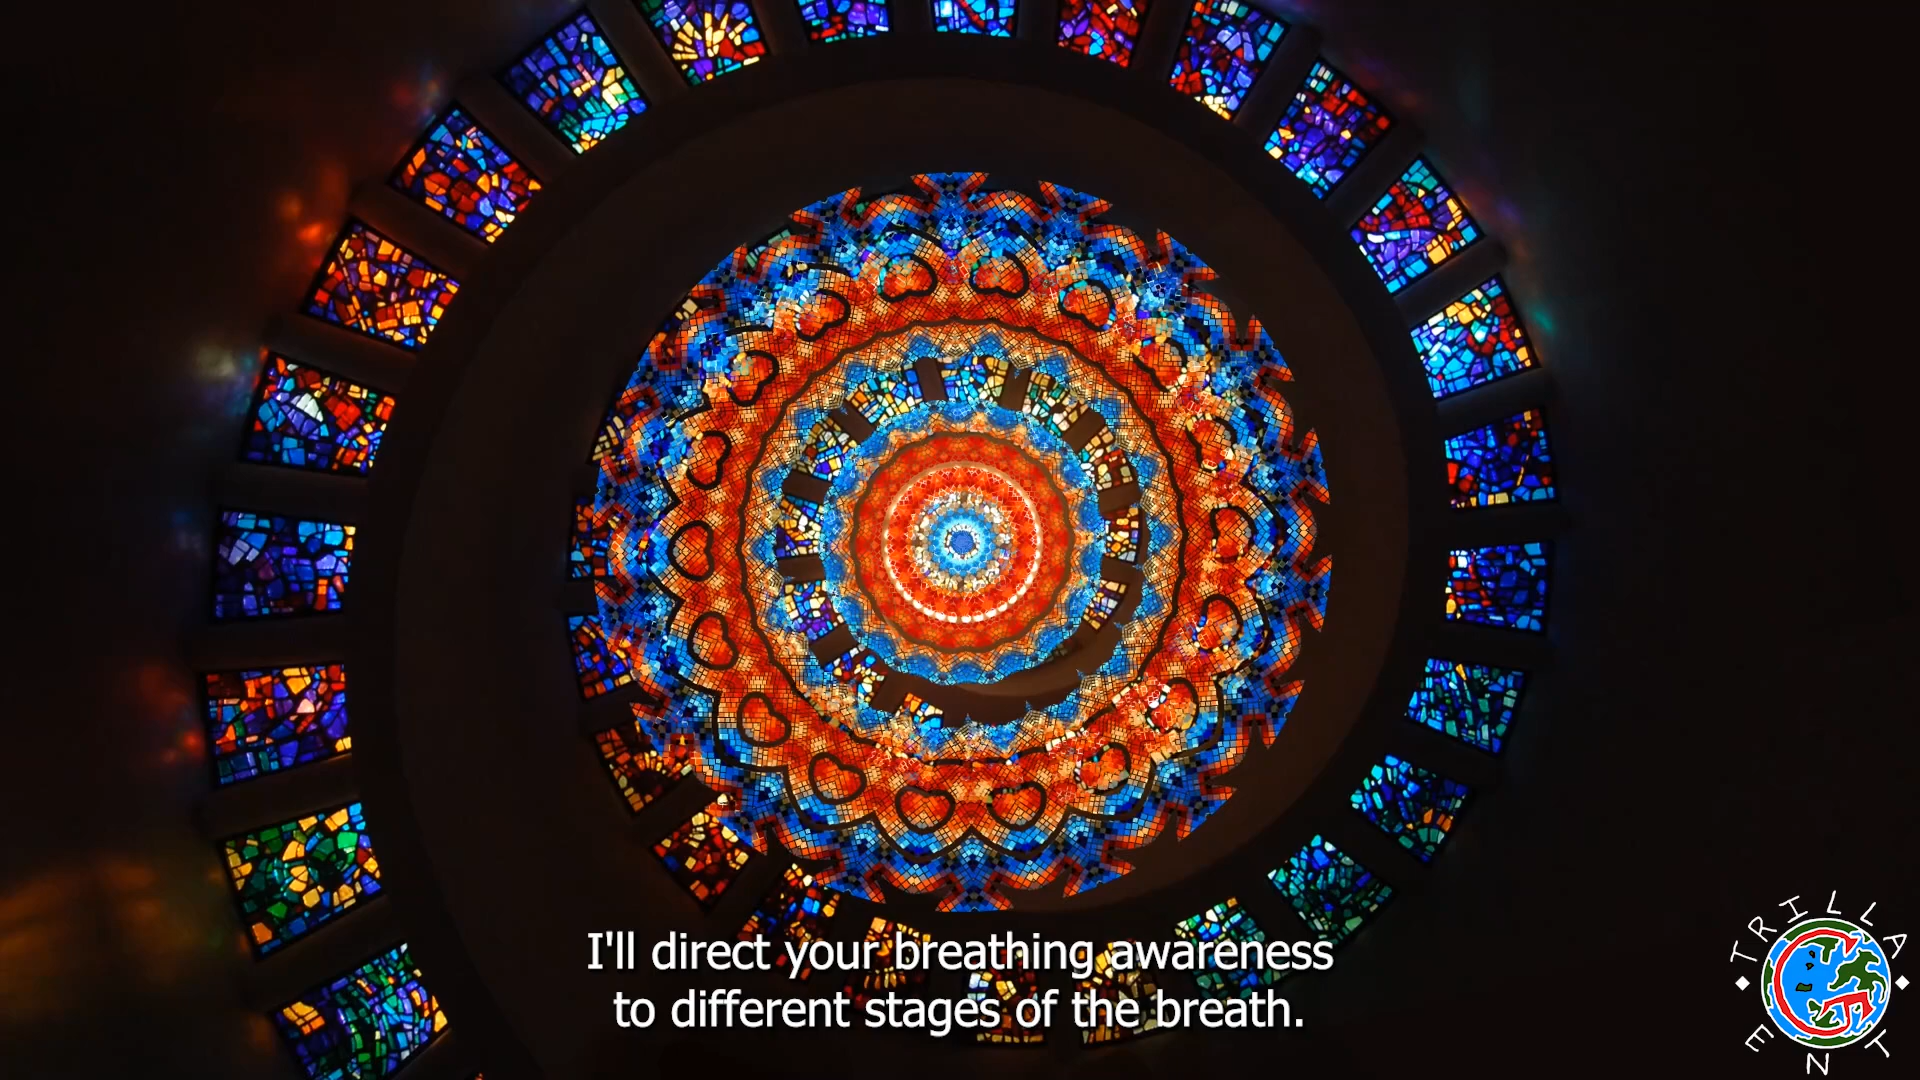 I'll direct your breathing awareness
to different stages of the breath.
TRILLA
ENT